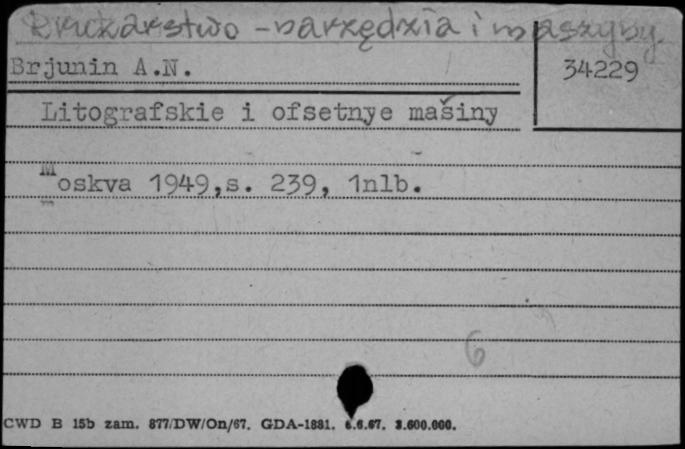 Drukarstwo - narzędzia i maszyny
Brjunin A.N.
34229
Litografskie i ofsetnye mašiny
Moskva 1949,s. 239, 1nlb.
6
CWD B 15b zam. 877/DW/On/67. GDA-1881. 6.6.67. 3.600.000.